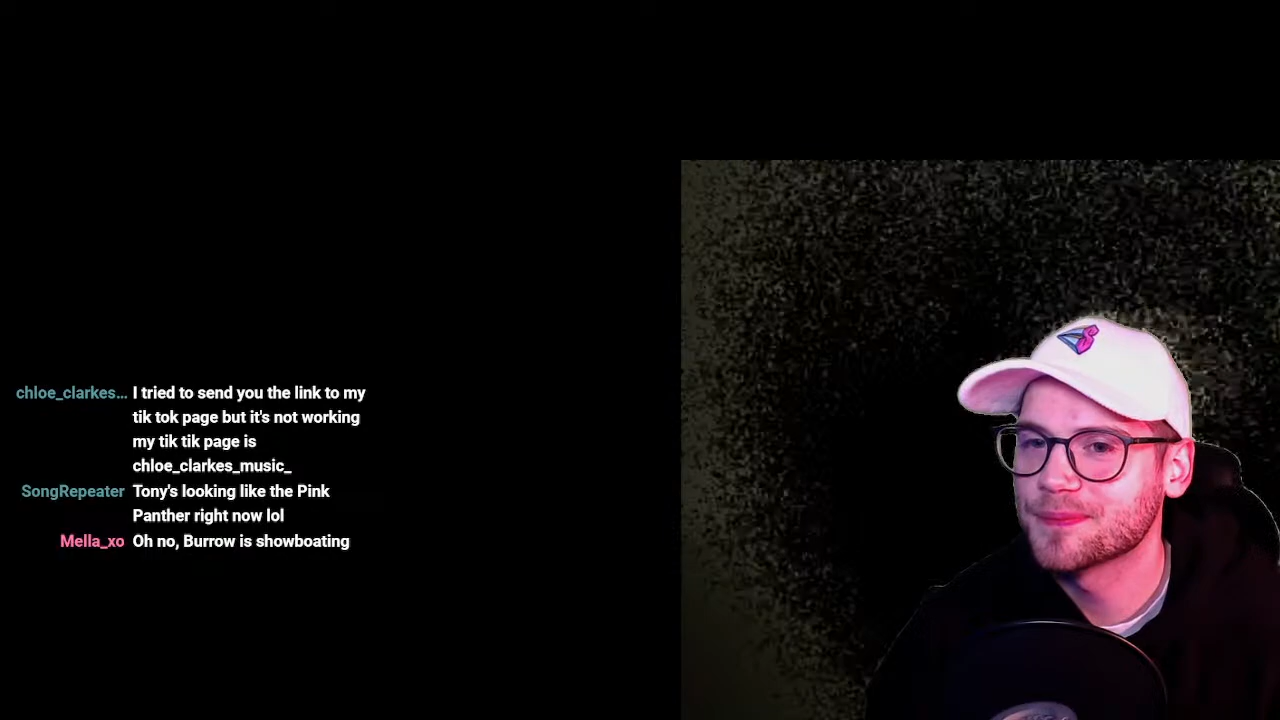 chloe_clarkes... I tried to send you the link to my
tik tok page but it's not working
my tik tik page is
chloe_clarkes_music_
SongRepeater Tony's looking like the Pink
Panther right now lol
Mella_xo Oh no, Burrow is showboating